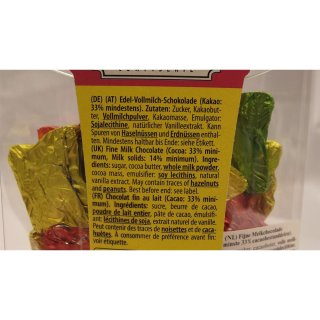 CONFISERIE
(DE) (AT) Edel-Vollmilch-Schokolade (Kakao:
33% mindestens). Zutaten: Zucker, Kakaobut-
ter, Vollmilchpulver, Kakaomasse, Emulgator:
Sojalecithine, natürlicher Vanilleextrakt. Kann
Spuren von Haselnüssen und Erdnüssen enthal-
ten. Mindestens haltbar bis Ende: siehe Etikett.
(UK) Fine Milk Chocolate (Cocoa: 33% mini-
mum, Milk solids: 14% minimum). Ingre-
dients: sugar, cocoa butter, whole milk powder,
cocoa mass, emulsifier: soy lecithins, natural
vanilla extract. May contain traces of hazelnuts
and peanuts. Best before end: see label.
(FR) Chocolat fin au lait (Cacao: 33% mini-
mum). Ingrédients: sucre, beurre de cacao,
poudre de lait entier, pâte de cacao, émulsi-
fiant: lécithines de soja, extrait naturel de vanille.
Peut contenir des traces de noisettes et de caca-
huètes. À consommer de préférence avant fin:
voir étiquette.
(NL) Fijne Melkchocolade